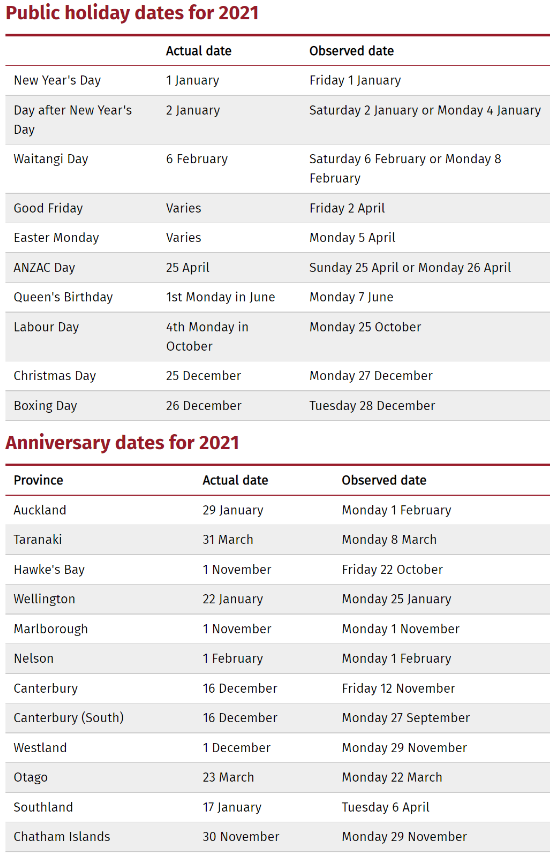 Public holiday dates for 2021
Actual date Observed date
New Year's Day 1 January Friday 1 January
Day after New Year's 2 January Saturday 2 January or Monday 4 January
Day
Waitangi Day 6 February Saturday 6 February or Monday 8
February
Good Friday Varies Friday 2 April
Easter Monday Varies Monday 5 April
ANZAC Day 25 April Sunday 25 April or Monday 26 April
Queen's Birthday 1st Monday in June Monday 7 June
Labour Day 4th Monday in Monday 25 October
October
Christmas Day 25 December Monday 27 December
Boxing Day 26 December Tuesday 28 December
Anniversary dates for 2021
Province Actual date Observed date
Auckland 29 January Monday 1 February
Taranaki 31 March Monday 8 March
Hawke's Bay 1 November Friday 22 October
Wellington 22 January Monday 25 January
Marlborough 1 November Monday 1 November
Nelson 1 February Monday 1 February
Canterbury 16 December Friday 12 November
Canterbury (South) 16 December Monday 27 September
Westland 1 December Monday 29 November
Otago 23 March Monday 22 March
Southland 17 January Tuesday 6 April
Chatham Islands 30 November Monday 29 November